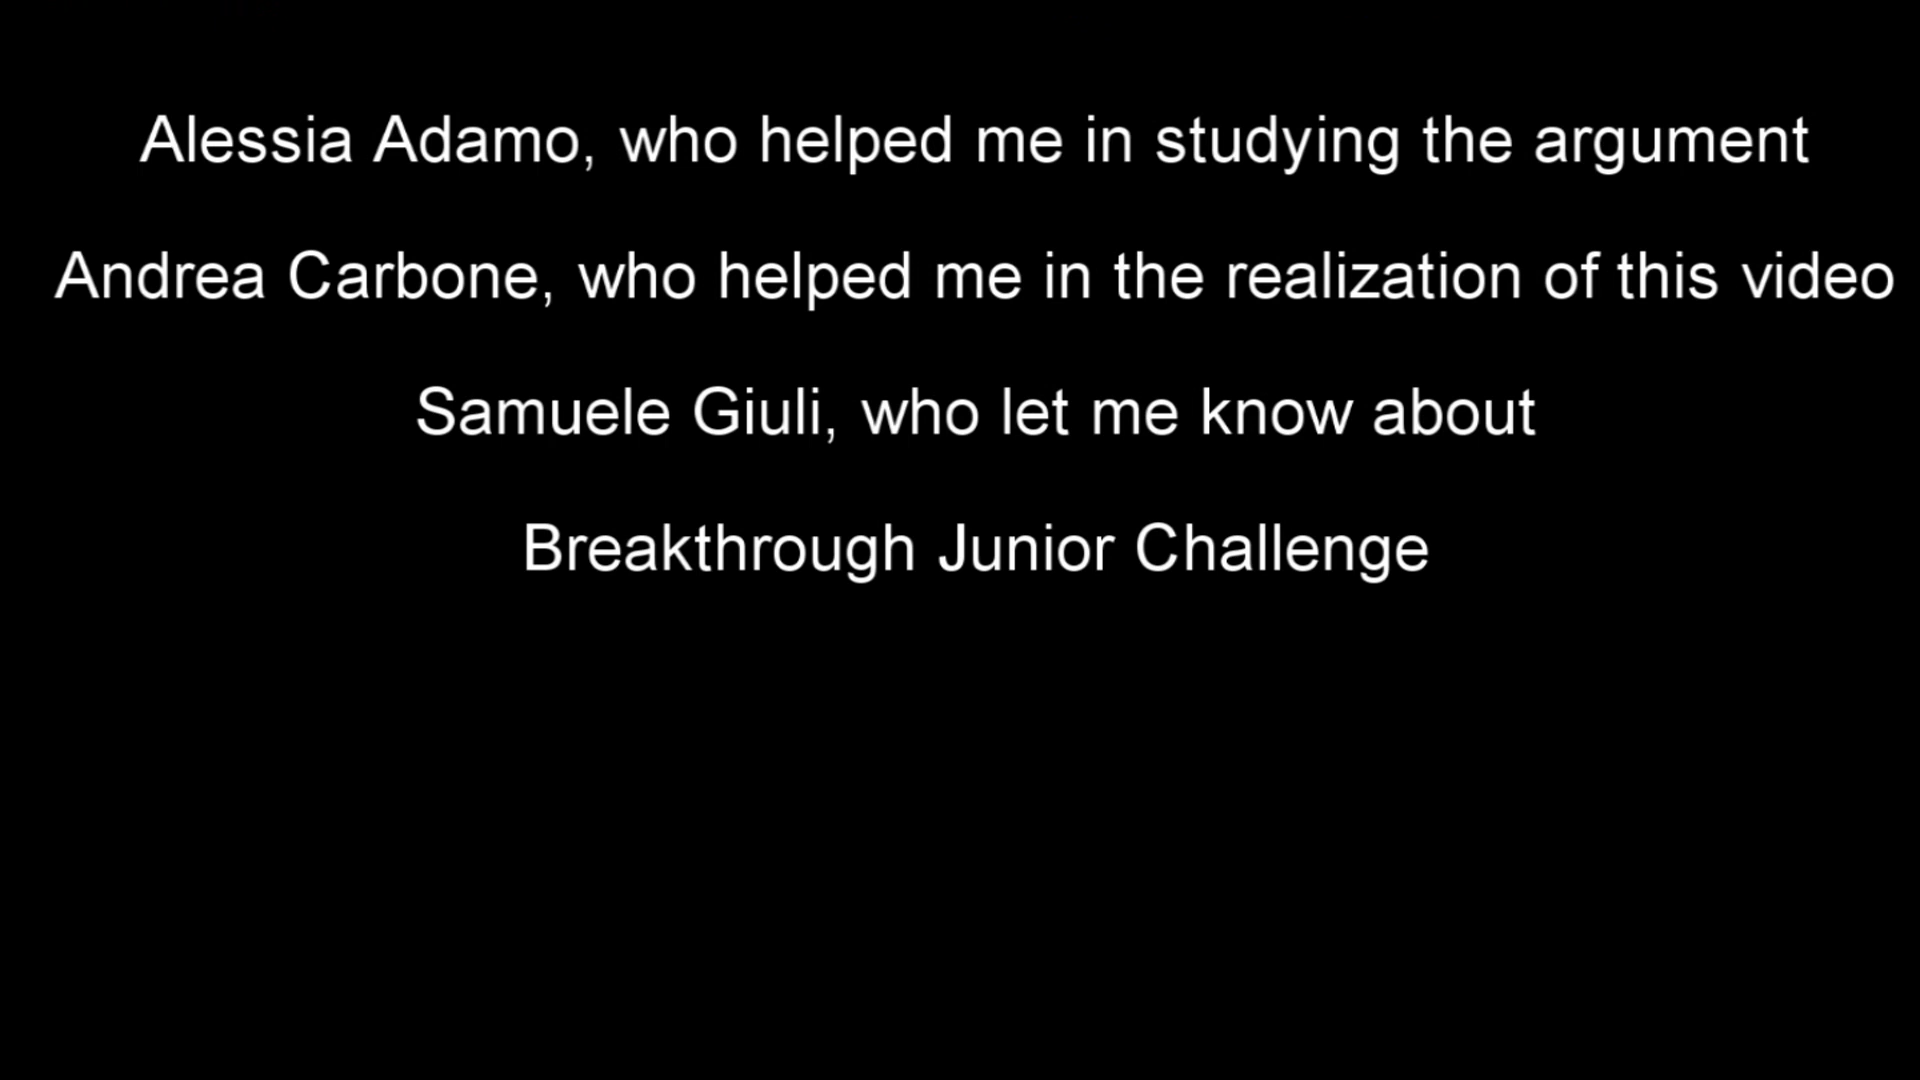 Alessia Adamo, who helped me in studying the argument
Andrea Carbone, who helped me in the realization of this video
Samuele Giuli, who let me know about
Breakthrough Junior Challenge